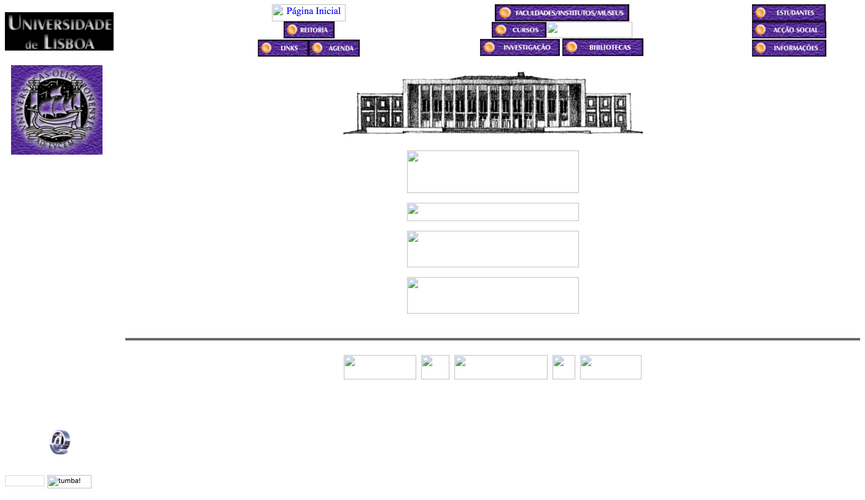 UNIVERSIDADE
de LISBOA
Página Inicial
REITORIA
LINKS
AGENDA
FACULDADES/INSTITUTOS/MUSEUS
CURSOS
INVESTIGAÇÃO
BIBLIOTECAS
ESTUDANTES
ACÇÃO SOCIAL
INFORMAÇÕES
tumba!